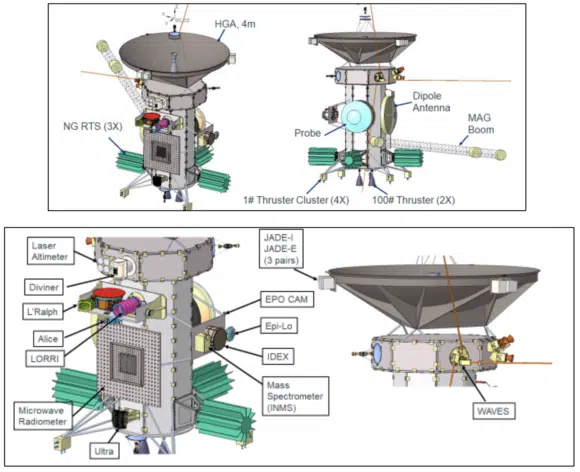 HGA, 4m
NG RTS (3X)
Probe
Dipole
Antenna
MAG
Boom
1# Thruster Cluster (4X)
100# Thruster (2X)
Laser
Altimeter
Diviner
L'Ralph
Alice
LORRI
Microwave
Radiometer
Ultra
EPO CAM
Epi-Lo
IDEX
Mass
Spectrometer
(INMS)
JADE-I
JADE-E
(3 pairs)
WAVES